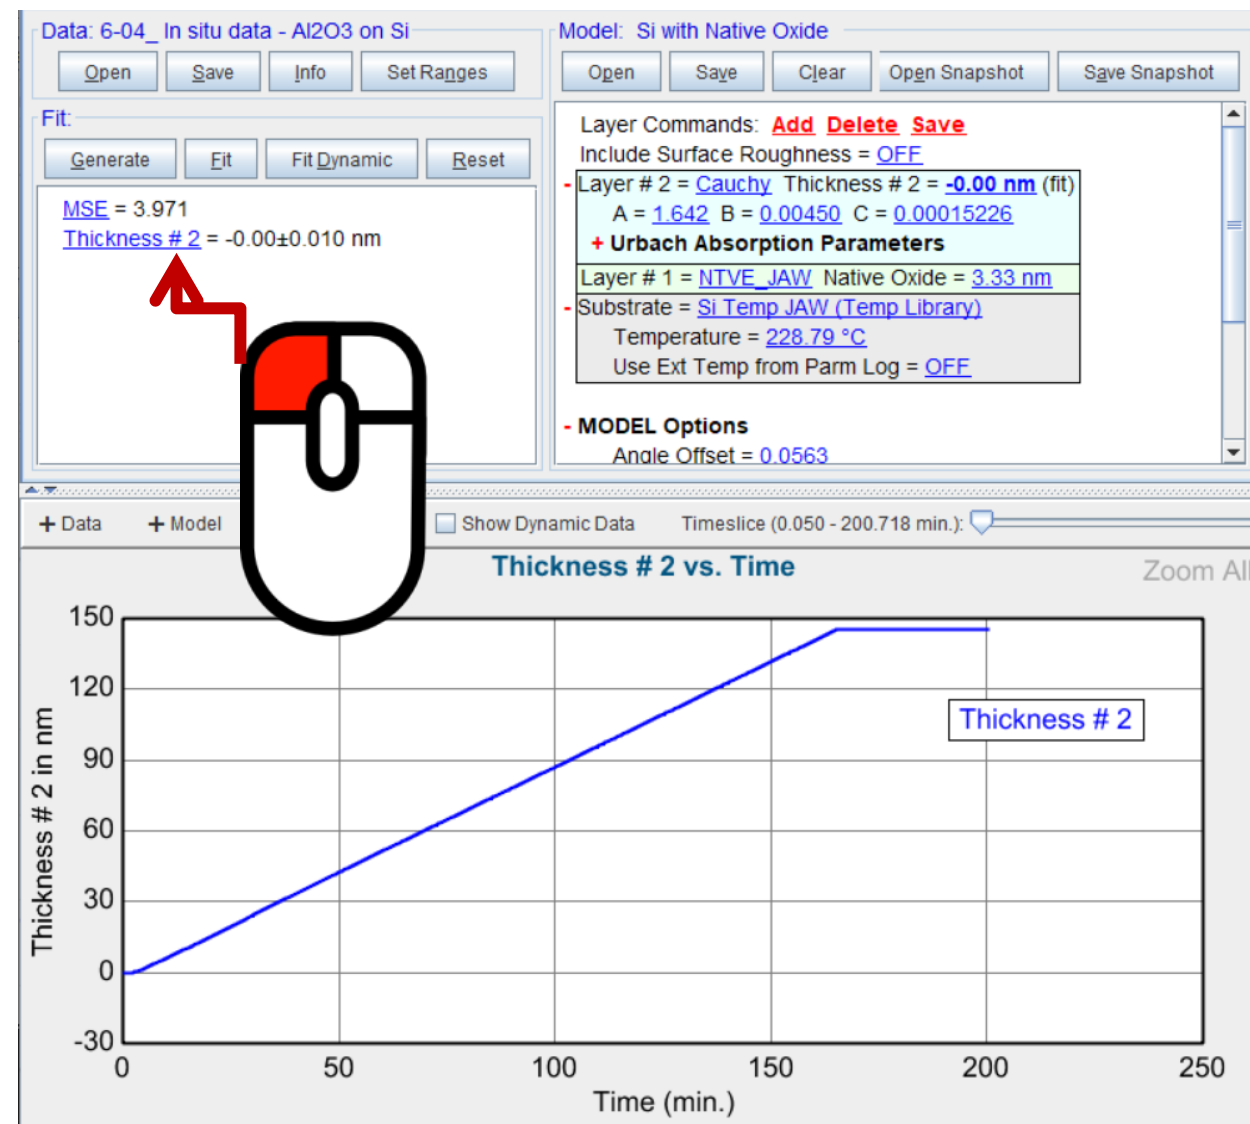 Data: 6-04_ In situ data - Al2O3 on Si
Open Save Info Set Ranges
Fit:
Generate Fit Fit Dynamic Reset
MSE = 3.971
Thickness # 2 = -0.00±0.010 nm
Model: Si with Native Oxide
Open Save Clear Open Snapshot Save Snapshot
Layer Commands: Add Delete Save
Include Surface Roughness = OFF
- Layer # 2 = Cauchy Thickness # 2 = -0.00 nm (fit)
A = 1.642 B = 0.00450 C = 0.00015226
+ Urbach Absorption Parameters
Layer # 1 = NTVE_JAW Native Oxide = 3.33 nm
- Substrate = Si Temp JAW (Temp Library)
Temperature = 228.79 °C
Use Ext Temp from Parm Log = OFF
- MODEL Options
Angle Offset = 0.0563
+ Data + Model Show Dynamic Data Timeslice (0.050 - 200.718 min.):
Thickness # 2 vs. Time
Zoom All
150
120
90
60
30
0
-30
Thickness # 2 in nm
Thickness # 2
0 50 100 150 200 250
Time (min.)